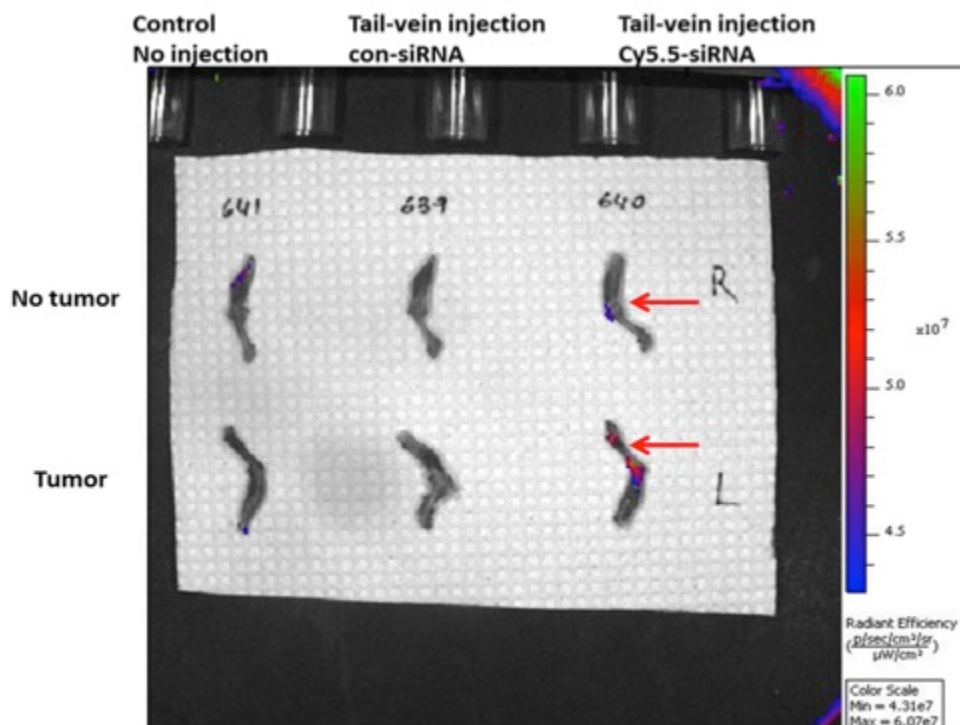 Control
No injection
Tail-vein injection
con-siRNA
Tail-vein injection
Cy5.5-siRNA
641
639
640
No tumor
R
Tumor
L
6.0
5.5
x10⁷
5.0
4.5
Radiant Efficiency
(p/sec/cm²/sr
µW/cm²)
Color Scale
Min = 4.31e7
Max = 6.07e7